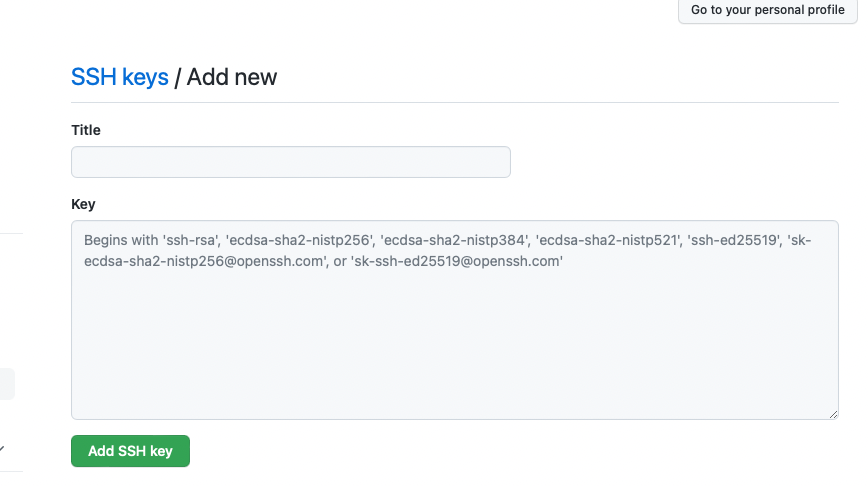 Go to your personal profile
SSH keys / Add new
Title
Key
Begins with 'ssh-rsa', 'ecdsa-sha2-nistp256', 'ecdsa-sha2-nistp384', 'ecdsa-sha2-nistp521', 'ssh-ed25519', 'sk-
ecdsa-sha2-nistp256@openssh.com', or 'sk-ssh-ed25519@openssh.com'
Add SSH key